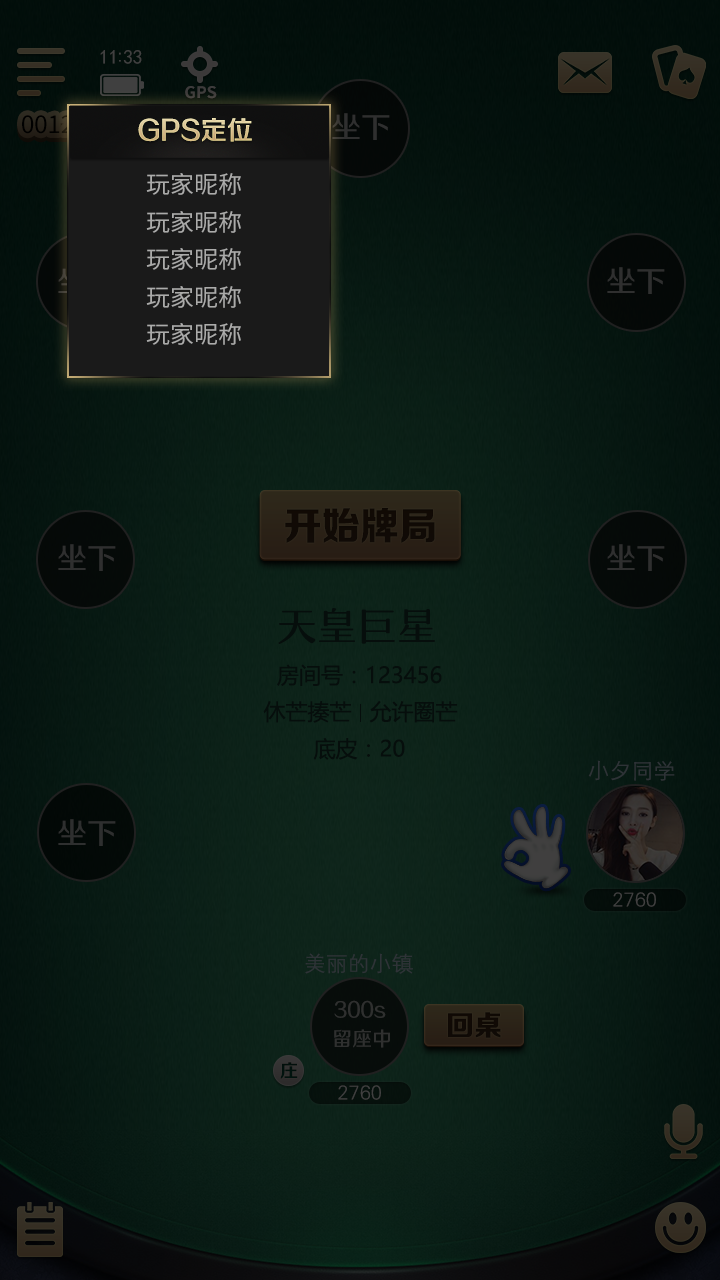 11:33
GPS
0012
GPS定位
坐下
玩家昵称
玩家昵称
玩家昵称
玩家昵称
玩家昵称
坐下
开始牌局
坐下
坐下
天皇巨星
房间号：123456
休芒揍芒 | 允许圈芒
底皮：20
小夕同学
坐下
2760
美丽的小镇
300s
留座中
回桌
庄
2760